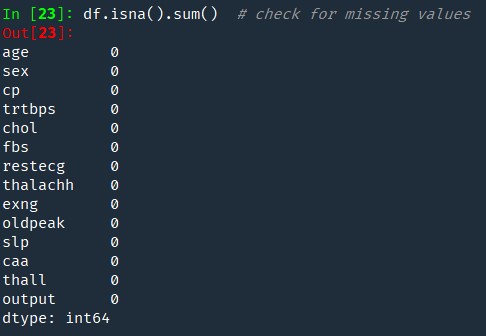 In [23]: df.isna().sum()  # check for missing values
Out[23]:
age         0
sex         0
cp          0
trtbps      0
chol        0
fbs         0
restecg     0
thalachh    0
exng        0
oldpeak     0
slp         0
caa         0
thall       0
output      0
dtype: int64